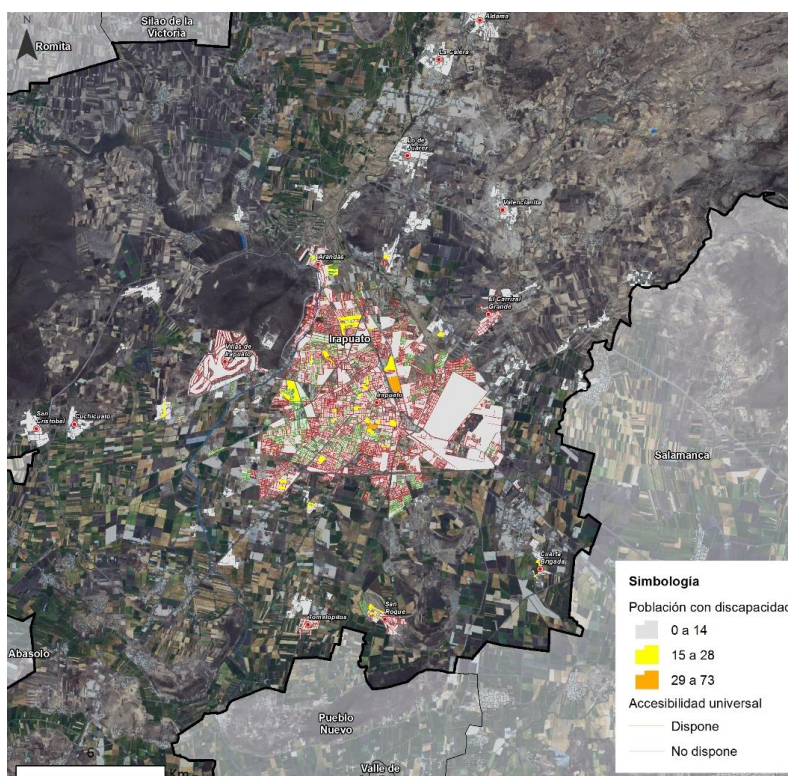 Silao de la
Victoria
Aldama
N
Romita
La Calera
Lo de
Juárez
Valencianita
Arandas
El Carrizal
Grande
Irapuato
Villas de
Irapuato
Irapuato
San
Cristóbal
Cuchicuato
Salamanca
Cuarta
Brigada
San
Roque
Tomelopitos
Abasolo
Pueblo
Nuevo
Valle de
6
Km
Simbología
Población con discapacidad
0 a 14
15 a 28
29 a 73
Accesibilidad universal
Dispone
No dispone